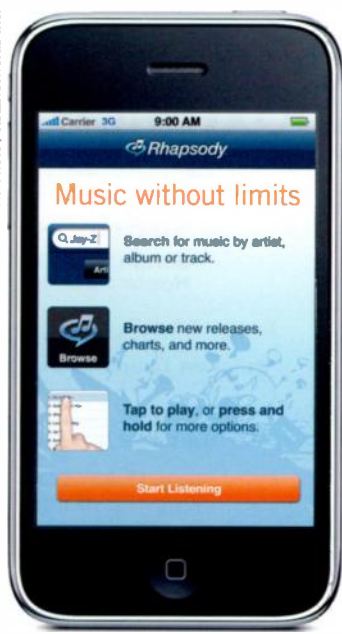 Carrier 3G 9:00 AM
Rhapsody
Music without limits
Jay-Z
Arti
Search for music by artist,
album or track.
Browse
Browse new releases,
charts, and more.
Tap to play, or press and
hold for more options.
Start Listening